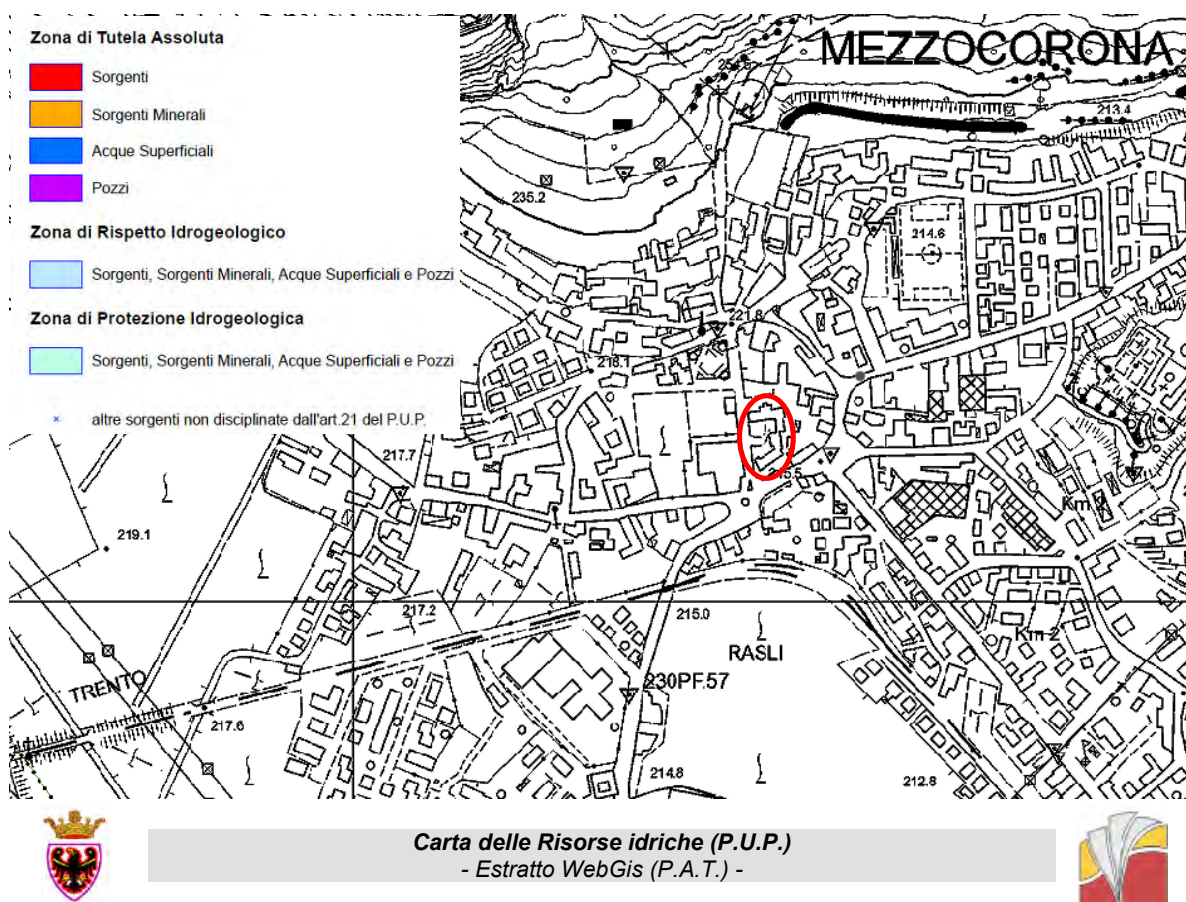 Zona di Tutela Assoluta
Sorgenti
Sorgenti Minerali
Acque Superficiali
Pozzi
Zona di Rispetto Idrogeologico
Sorgenti, Sorgenti Minerali, Acque Superficiali e Pozzi
Zona di Protezione Idrogeologica
Sorgenti, Sorgenti Minerali, Acque Superficiali e Pozzi
altre sorgenti non disciplinate dall'art.21 del P.U.P.
MEZZOCORONA
213.4
235.2
214.6
221.8
218.1
217.7
219.1
217.2
215.0
RASLI
Km 2
TRENTO
230PF.57
217.6
214.8
212.8
Carta delle Risorse idriche (P.U.P.)
- Estratto WebGis (P.A.T.) -